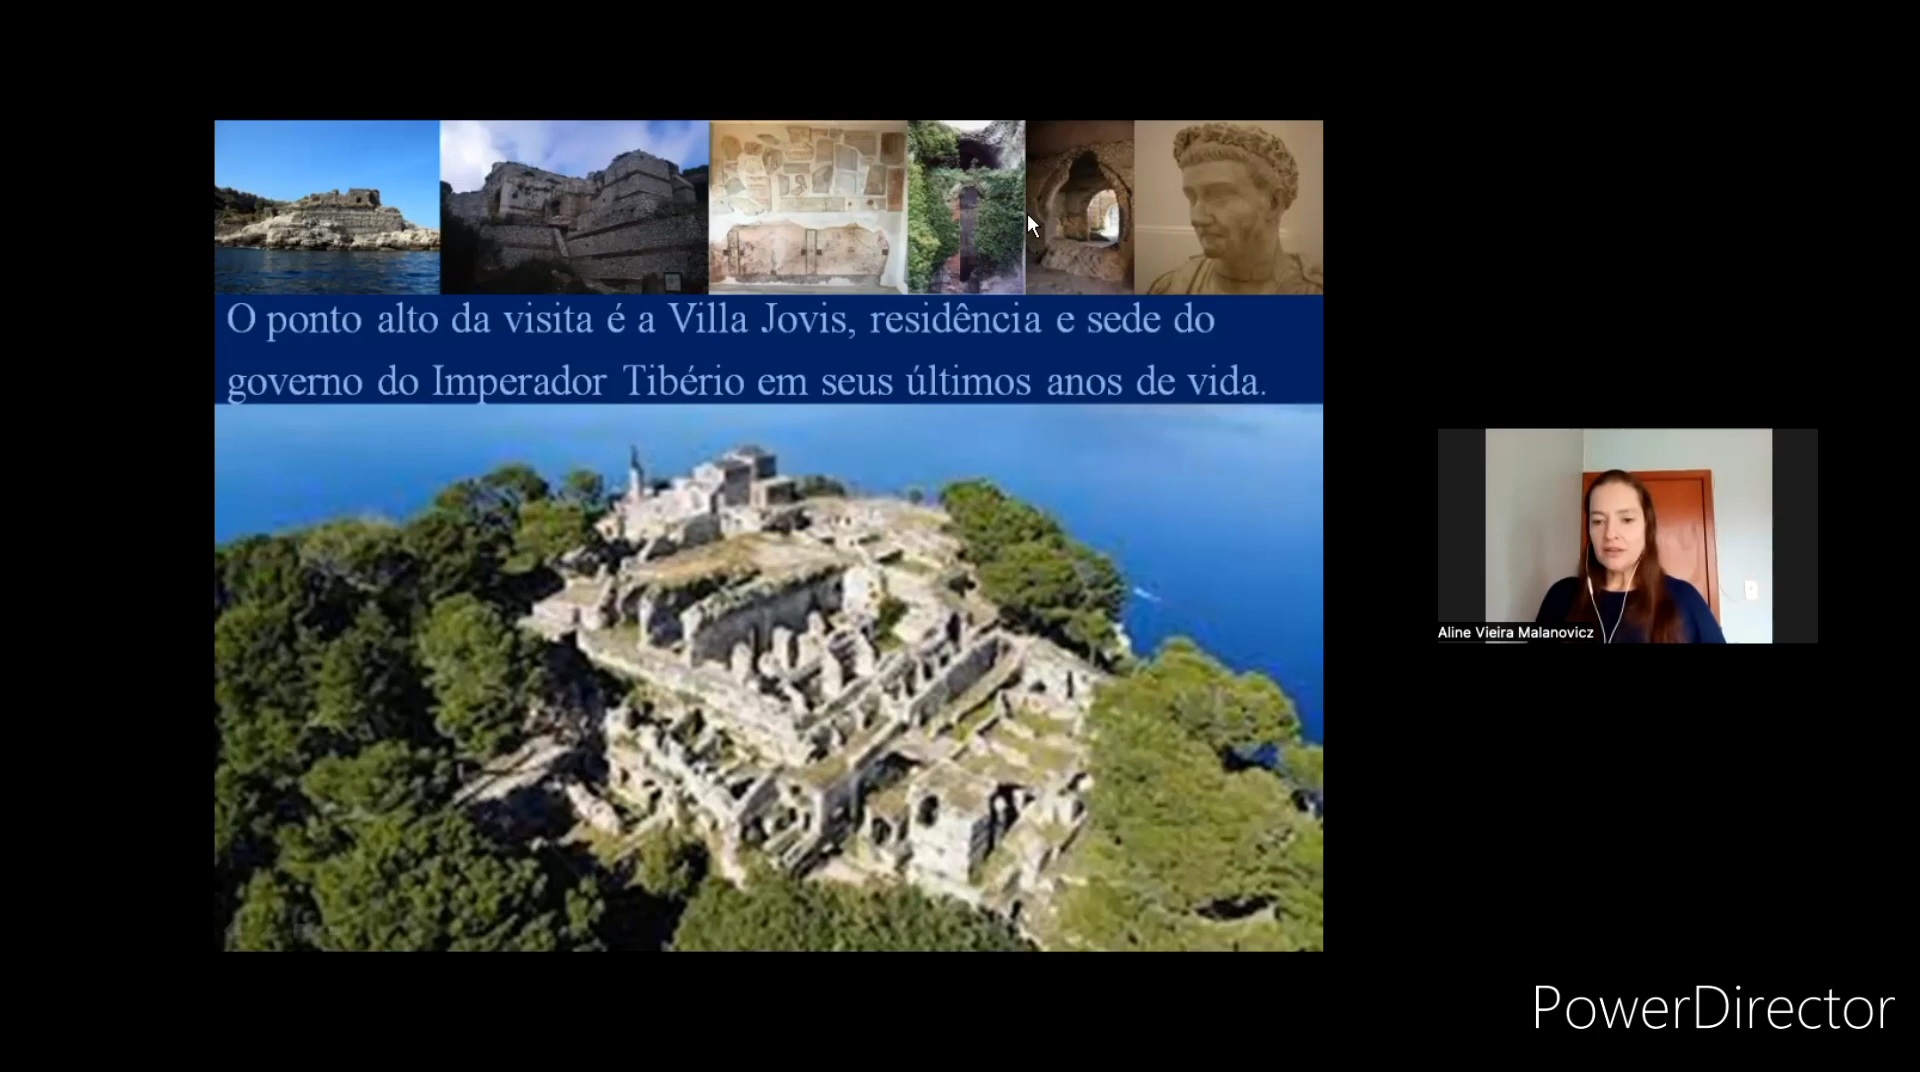 O ponto alto da visita é a Villa Jovis, residência e sede do
governo do Imperador Tibério em seus últimos anos de vida.
Aline Vieira Malanovicz
PowerDirector